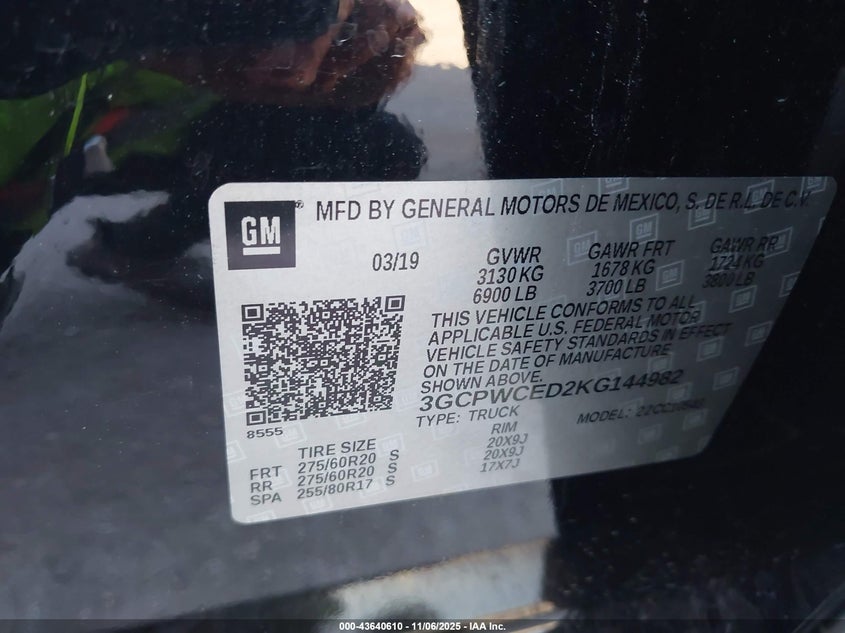 GM ® MFD BY GENERAL MOTORS DE MEXICO, S. DE R.L. DE C.V.
03/19 GVWR GAWR FRT GAWR RR
3130 KG 1678 KG 1724 KG
6900 LB 3700 LB 3800 LB
THIS VEHICLE CONFORMS TO ALL
APPLICABLE U.S. FEDERAL MOTOR
VEHICLE SAFETY STANDARDS IN EFFECT
ON THE DATE OF MANUFACTURE
SHOWN ABOVE.
3GCPWCED2KG144982
8555 TYPE: TRUCK MODEL:
TIRE SIZE RIM
FRT 275/60R20 S 20X9J
RR 275/60R20 S 20X9J
SPA 255/80R17 S 17X7J
000-43640610 - 11/06/2025 - IAA Inc.